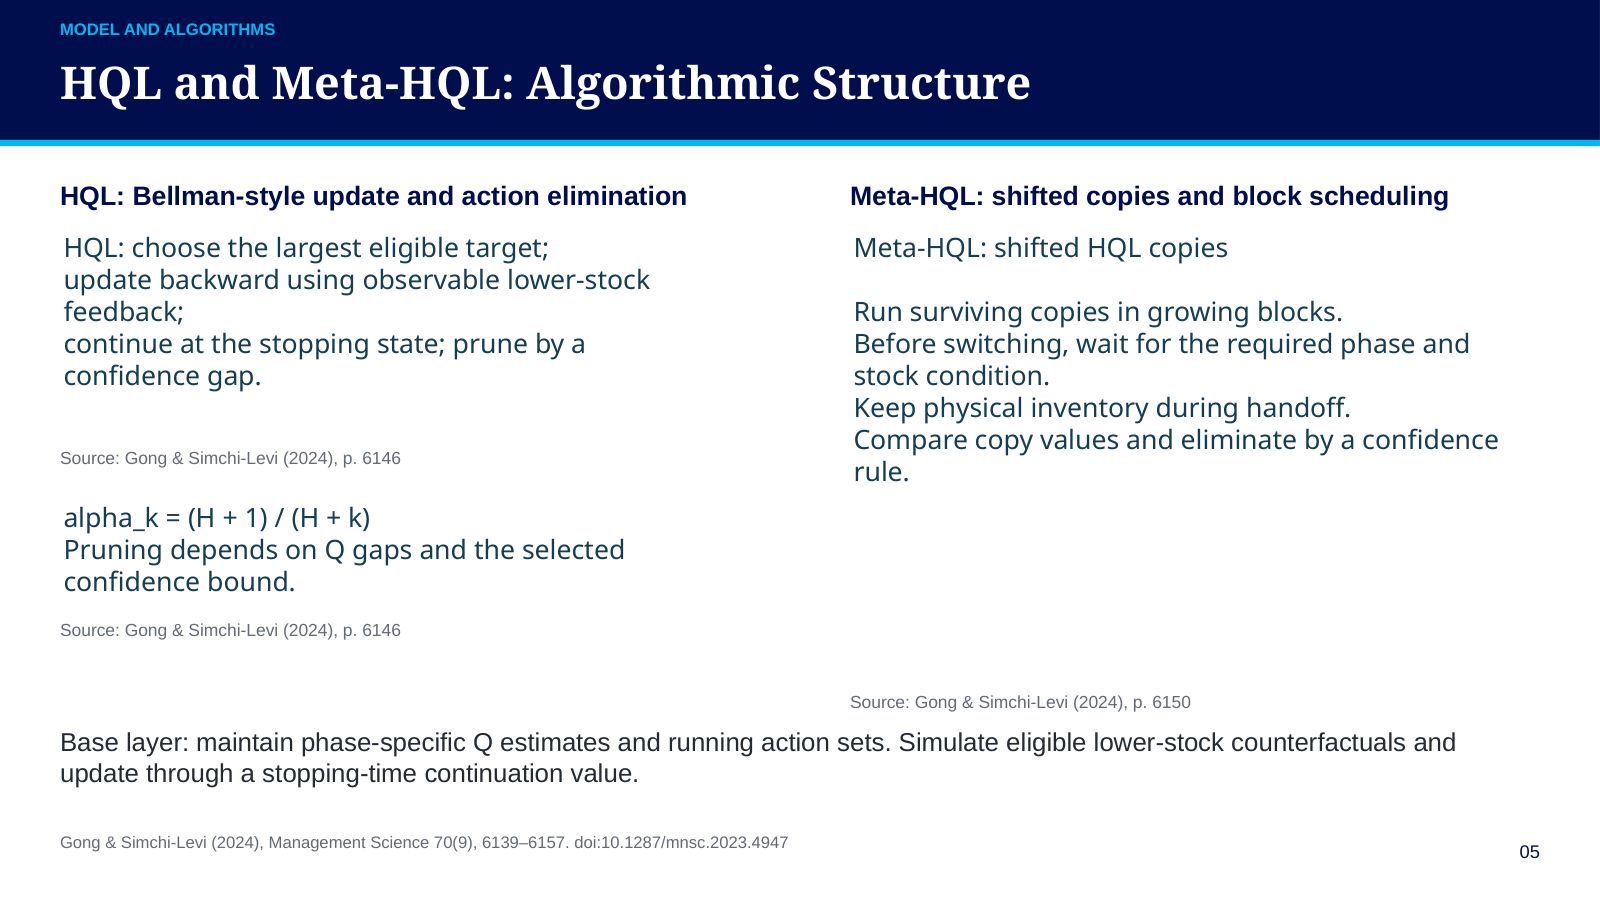 MODEL AND ALGORITHMS
HQL and Meta-HQL: Algorithmic Structure
HQL: Bellman-style update and action elimination
HQL: choose the largest eligible target;
update backward using observable lower-stock
feedback;
continue at the stopping state; prune by a
confidence gap.
Source: Gong & Simchi-Levi (2024), p. 6146
alpha_k = (H + 1) / (H + k)
Pruning depends on Q gaps and the selected
confidence bound.
Source: Gong & Simchi-Levi (2024), p. 6146
Meta-HQL: shifted copies and block scheduling
Meta-HQL: shifted HQL copies
Run surviving copies in growing blocks.
Before switching, wait for the required phase and
stock condition.
Keep physical inventory during handoff.
Compare copy values and eliminate by a confidence
rule.
Source: Gong & Simchi-Levi (2024), p. 6150
Base layer: maintain phase-specific Q estimates and running action sets. Simulate eligible lower-stock counterfactuals and
update through a stopping-time continuation value.
Gong & Simchi-Levi (2024), Management Science 70(9), 6139–6157. doi:10.1287/mnsc.2023.4947
05